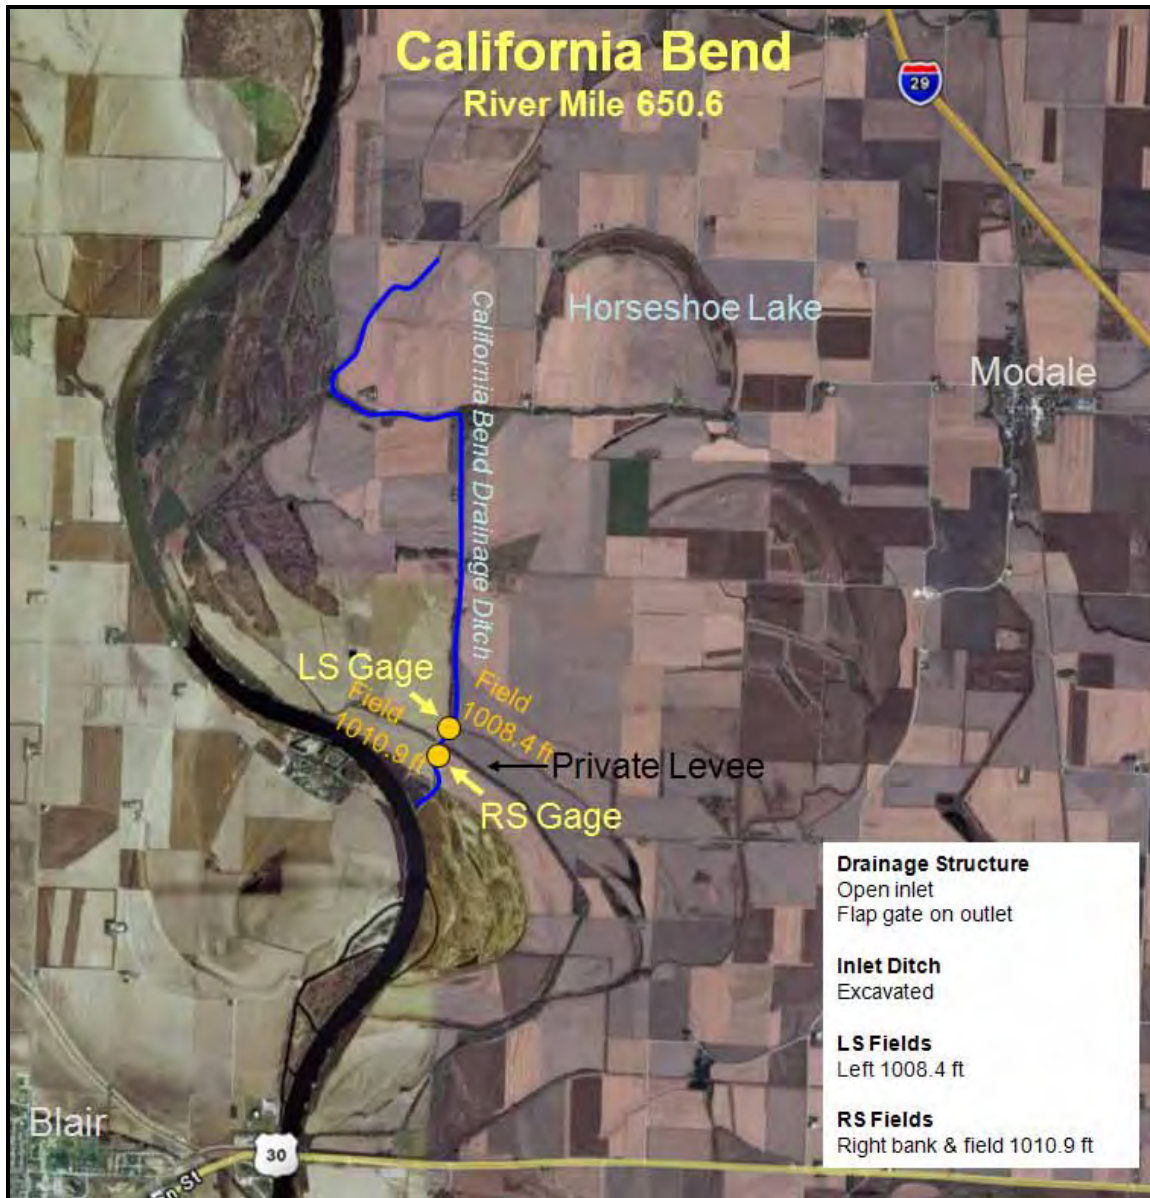 California Bend
River Mile 650.6
29
Horseshoe Lake
California Bend Drainage Ditch
Modale
LS Gage
Field
1008.4 ft
Field
1010.9 ft
Private Levee
RS Gage
Drainage Structure
Open inlet
Flap gate on outlet
Inlet Ditch
Excavated
LS Fields
Left 1008.4 ft
RS Fields
Right bank & field 1010.9 ft
Blair
30
St